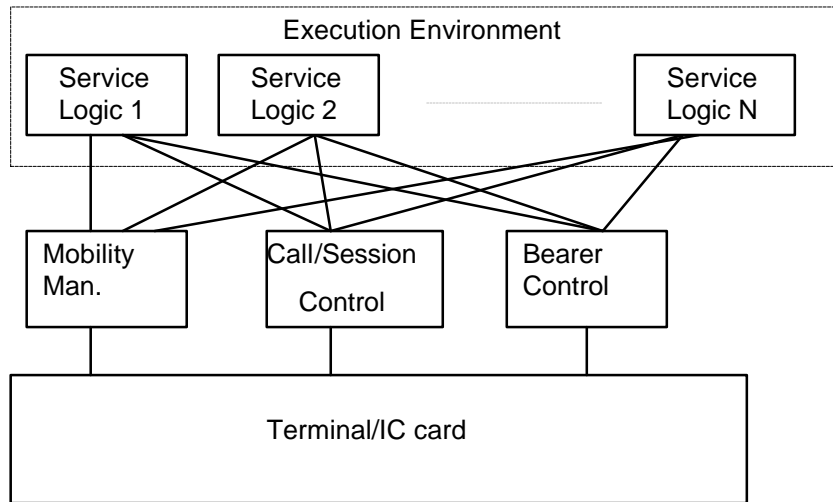 Execution Environment
Service
Logic 1
Service
Logic 2
Service
Logic N
Mobility
Man.
Call/Session
Control
Bearer
Control
Terminal/IC card